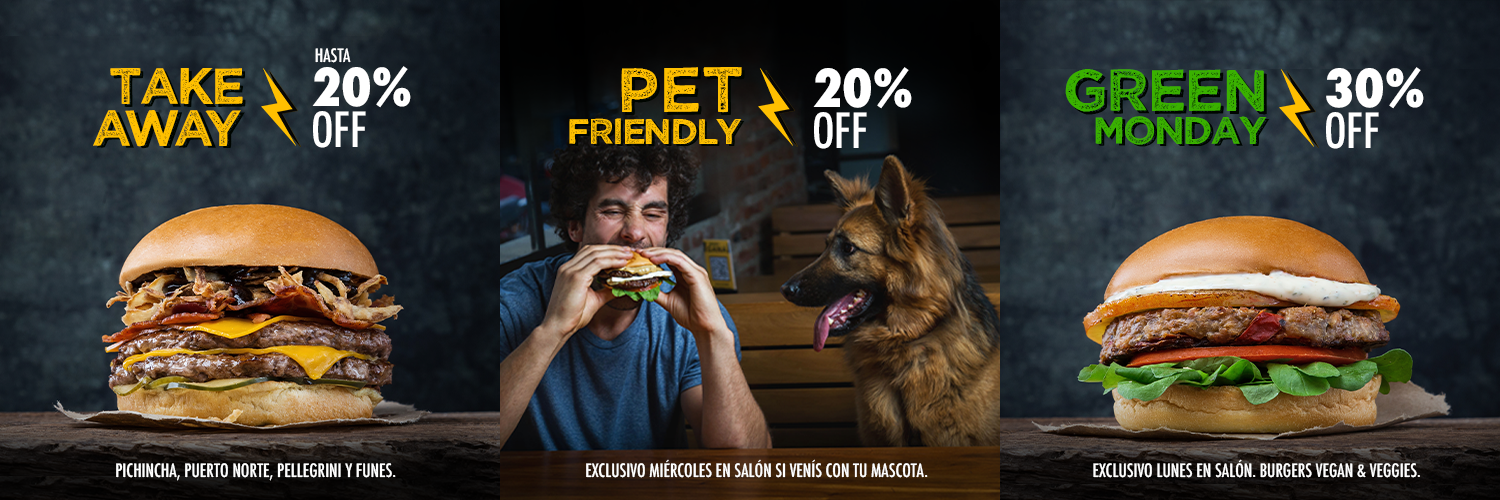 TAKE
AWAY
HASTA
20%
OFF
PICHINCHA, PUERTO NORTE, PELLEGRINI Y FUNES.
PET
FRIENDLY
20%
OFF
EXCLUSIVO MIÉRCOLES EN SALÓN SI VENÍS CON TU MASCOTA.
GREEN
MONDAY
30%
OFF
EXCLUSIVO LUNES EN SALÓN. BURGERS VEGAN & VEGGIES.